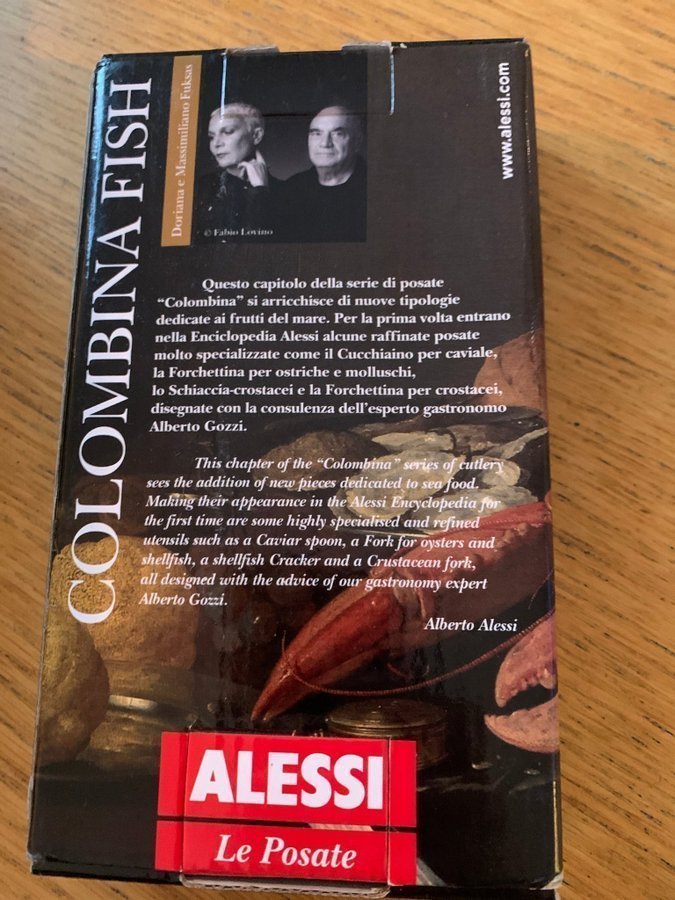 COLOMBINA FISH
Doriana e Massimiliano Fuksas
© Fabio Lovino
www.alessi.com
Questo capitolo della serie di posate
“Colombina” si arricchisce di nuove tipologie
dedicate ai frutti del mare. Per la prima volta entrano
nella Enciclopedia Alessi alcune raffinate posate
molto specializzate come il Cucchiaino per caviale,
la Forchettina per ostriche e molluschi,
lo Schiaccia-crostacei e la Forchettina per crostacei,
disegnate con la consulenza dell'esperto gastronomo
Alberto Gozzi.
This chapter of the “Colombina” series of cutlery
sees the addition of new pieces dedicated to sea food.
Making their appearance in the Alessi Encyclopedia for
the first time are some highly specialised and refined
utensils such as a Caviar spoon, a Fork for oysters and
shellfish, a shellfish Cracker and a Crustacean fork,
all designed with the advice of our gastronomy expert
Alberto Gozzi.
Alberto Alessi
ALESSI
Le Posate